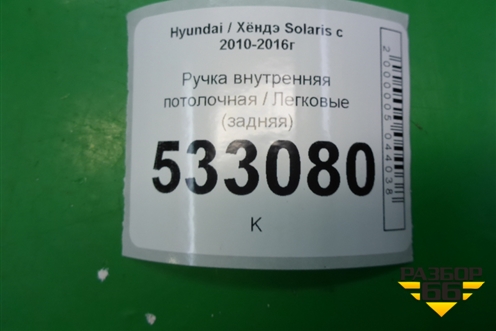 Hyundai / Хёндэ Solaris с
2010-2016г
Ручка внутренняя
потолочная / Легковые
(задняя)
533080
К
2000005044038
РАЗБОР
66